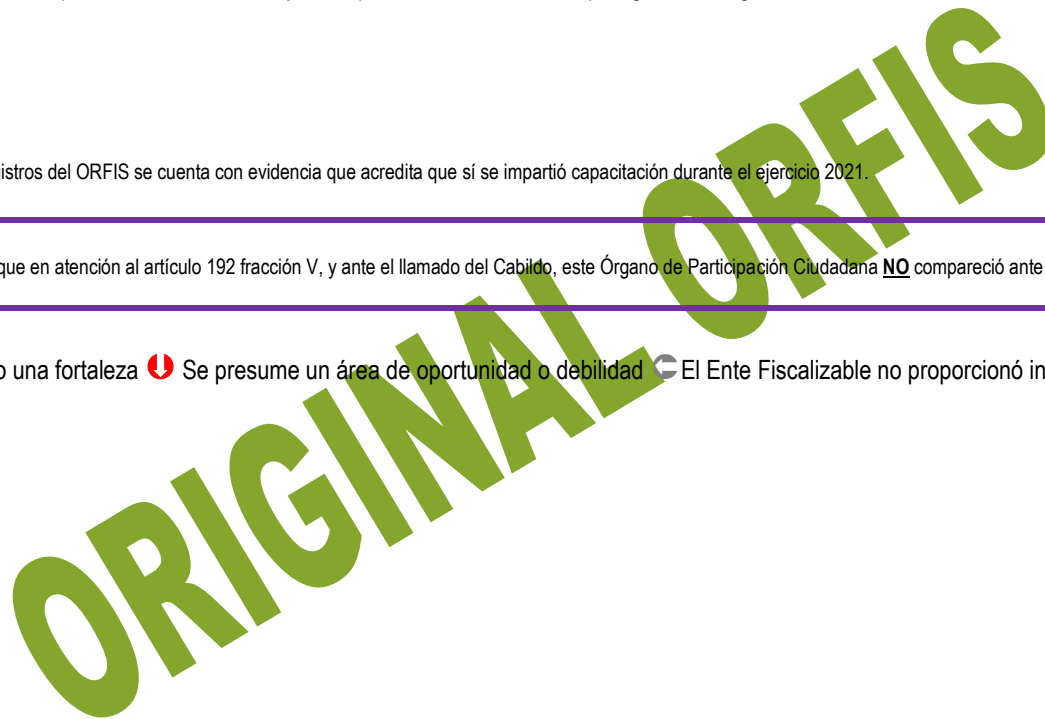 istros del ORFIS se cuenta con evidencia que acredita que sí se impartió capacitación durante el ejercicio 2021.
que en atención al artículo 192 fracción V, y ante el llamado del Cabildo, este Órgano de Participación Ciudadana NO compareció ante
o una fortaleza Se presume un área de oportunidad o debilidad El Ente Fiscalizable no proporcionó in
ORIGINAL ORFIS